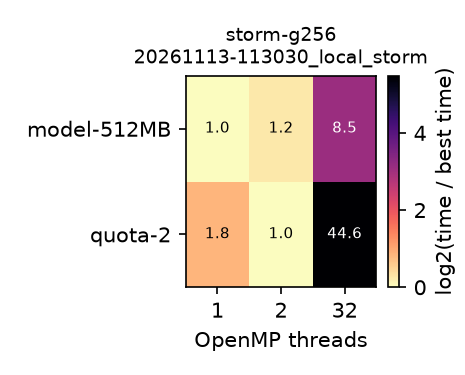 storm-g256
20261113-113030_local_storm
model-512MB
1.0 1.2 8.5
quota-2
1.8 1.0 44.6
1 2 32
OpenMP threads
4
2
0
log2(time / best time)